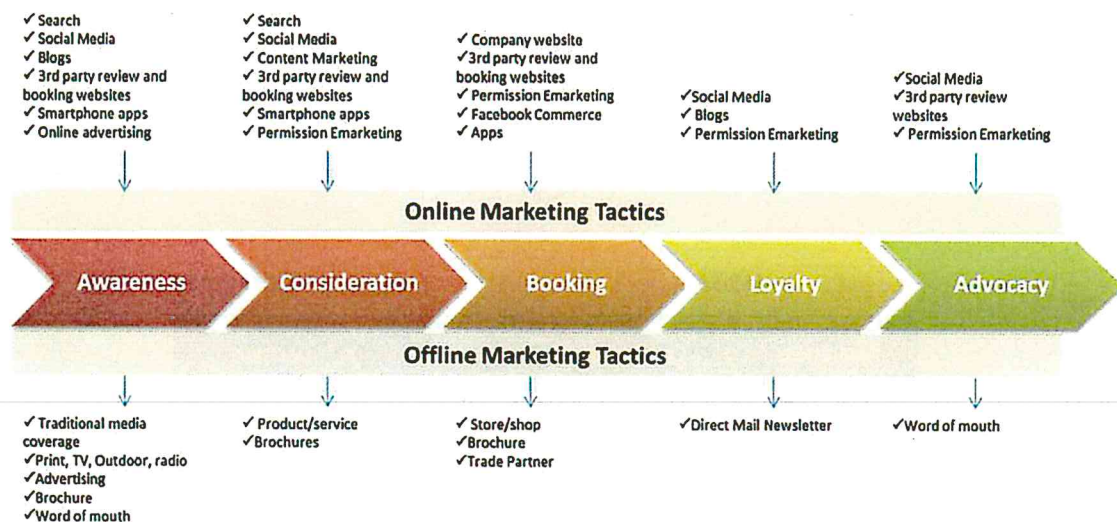 ✓ Search
✓ Social Media
✓ Blogs
✓ 3rd party review and
booking websites
✓ Smartphone apps
✓ Online advertising
✓ Search
✓ Social Media
✓ Content Marketing
✓ 3rd party review and
booking websites
✓ Smartphone apps
✓ Permission Emarketing
✓ Company website
✓3rd party review and
booking websites
✓ Permission Emarketing
✓ Facebook Commerce
✓ Apps
✓Social Media
✓ Blogs
✓ Permission Emarketing
✓Social Media
✓3rd party review
websites
✓ Permission Emarketing
Online Marketing Tactics
Awareness
Consideration
Booking
Loyalty
Advocacy
Offline Marketing Tactics
✓Traditional media
coverage
✓Print, TV, Outdoor, radio
✓Advertising
✓Brochure
✓Word of mouth
✓ Product/service
✓Brochures
✓ Store/shop
✓Brochure
✓Trade Partner
✓Direct Mail Newsletter
✓Word of mouth